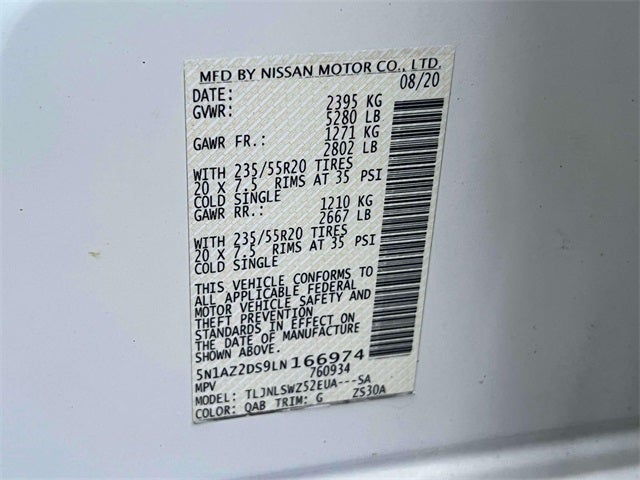 MFD BY NISSAN MOTOR CO., LTD.
DATE: 08/20
GVWR: 2395 KG
5280 LB
GAWR FR.: 1271 KG
2802 LB
WITH 235/55R20 TIRES
20 X 7.5 RIMS AT 35 PSI
COLD SINGLE
GAWR RR.: 1210 KG
2667 LB
WITH 235/55R20 TIRES
20 X 7.5 RIMS AT 35 PSI
COLD SINGLE
THIS VEHICLE CONFORMS TO
ALL APPLICABLE FEDERAL
MOTOR VEHICLE SAFETY AND
THEFT PREVENTION
STANDARDS IN EFFECT ON
THE DATE OF MANUFACTURE
SHOWN ABOVE.
5N1AZ2DS9LN166974
MPV 760934
MODEL: TLJNLSWZ52EUA---SA
COLOR: QAB TRIM: G ZS30A